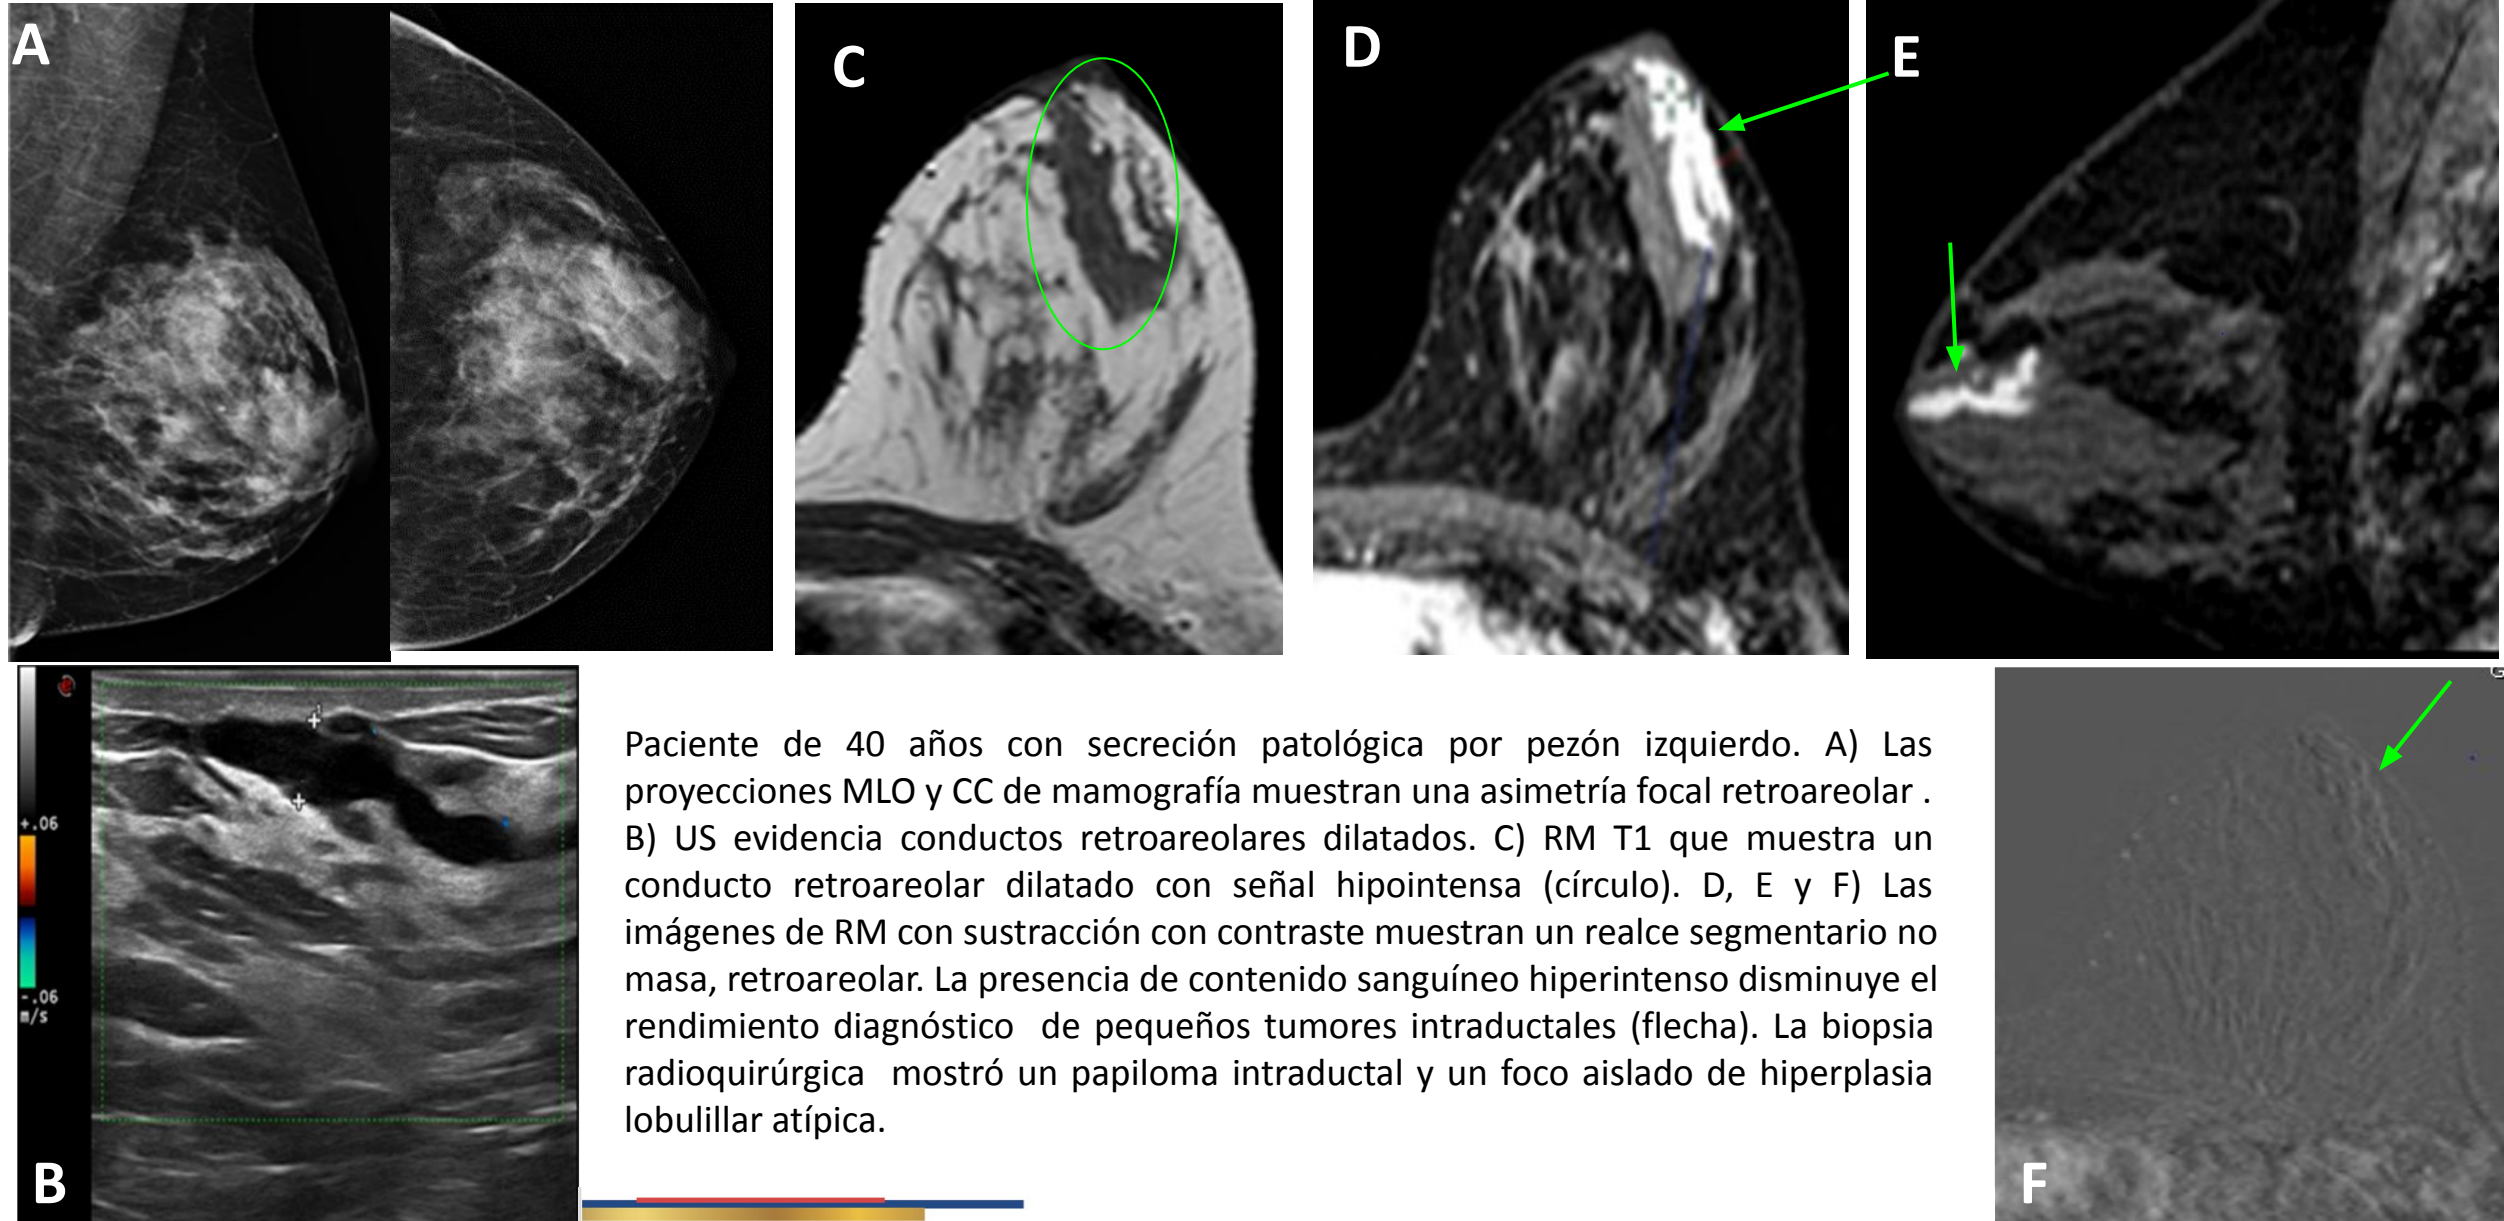 A
C
D
E
+.06
-.06
m/s
B
Paciente de 40 años con secreción patológica por pezón izquierdo. A) Las
proyecciones MLO y CC de mamografía muestran una asimetría focal retroareolar .
B) US evidencia conductos retroareolares dilatados. C) RM T1 que muestra un
conducto retroareolar dilatado con señal hipointensa (círculo). D, E y F) Las
imágenes de RM con sustracción con contraste muestran un realce segmentario no
masa, retroareolar. La presencia de contenido sanguíneo hiperintenso disminuye el
rendimiento diagnóstico de pequeños tumores intraductales (flecha). La biopsia
radioquirúrgica mostró un papiloma intraductal y un foco aislado de hiperplasia
lobulillar atípica.
F